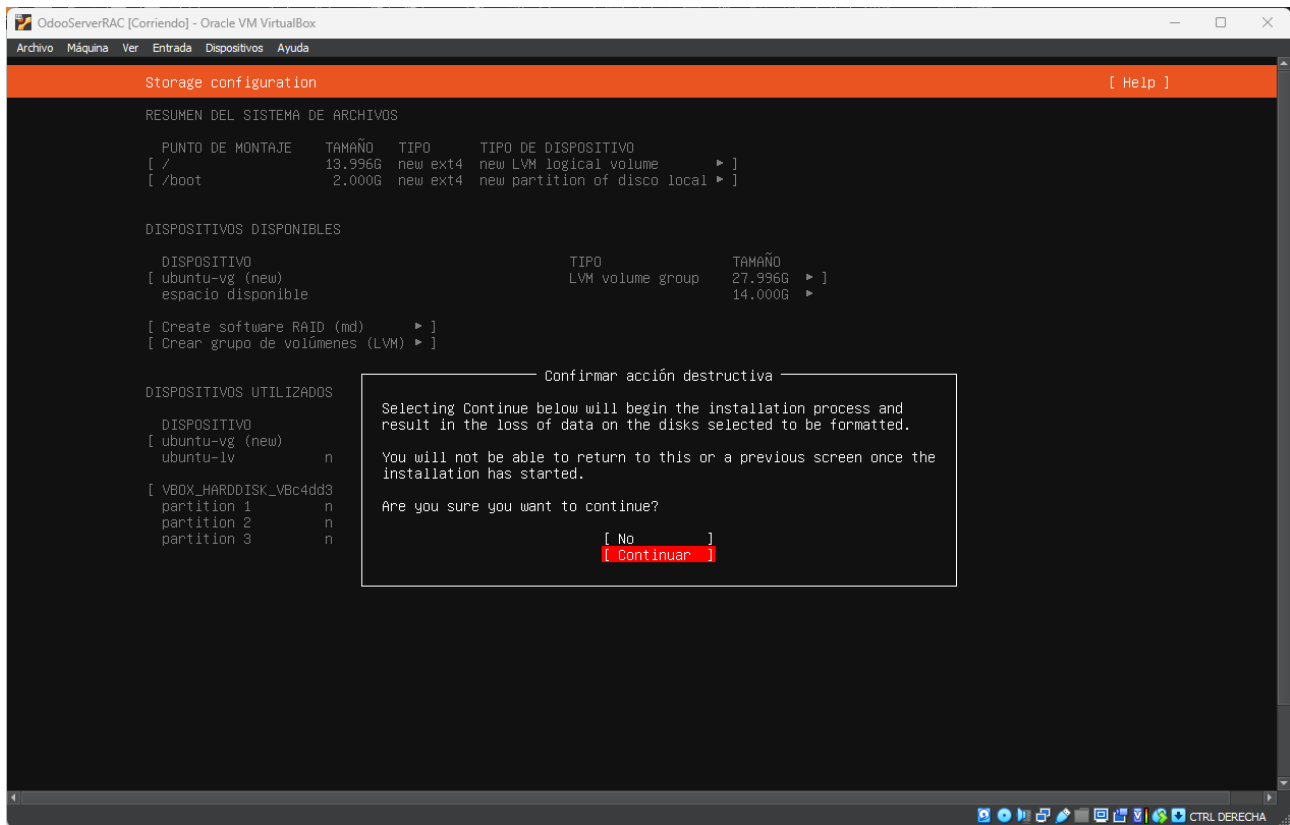 OdooServerRAC [Corriendo] - Oracle VM VirtualBox
Archivo Máquina Ver Entrada Dispositivos Ayuda
Storage configuration [ Help ]
RESUMEN DEL SISTEMA DE ARCHIVOS
PUNTO DE MONTAJE TAMAÑO TIPO TIPO DE DISPOSITIVO
[ / 13.996G new ext4 new LVM logical volume ▸ ]
[ /boot 2.000G new ext4 new partition of disco local ▸ ]
DISPOSITIVOS DISPONIBLES
DISPOSITIVO TIPO TAMAÑO
[ ubuntu-vg (new) LVM volume group 27.996G ▸ ]
espacio disponible 14.000G ▸
[ Create software RAID (md) ▸ ]
[ Crear grupo de volúmenes (LVM) ▸ ]
DISPOSITIVOS UTILIZADOS
DISPOSITIVO
[ ubuntu-vg (new)
ubuntu-lv n
[ VBOX_HARDDISK_VBc4dd3
partition 1 n
partition 2 n
partition 3 n
Confirmar acción destructiva
Selecting Continue below will begin the installation process and
result in the loss of data on the disks selected to be formatted.
You will not be able to return to this or a previous screen once the
installation has started.
Are you sure you want to continue?
[ No ]
[ Continuar ]
CTRL DERECHA